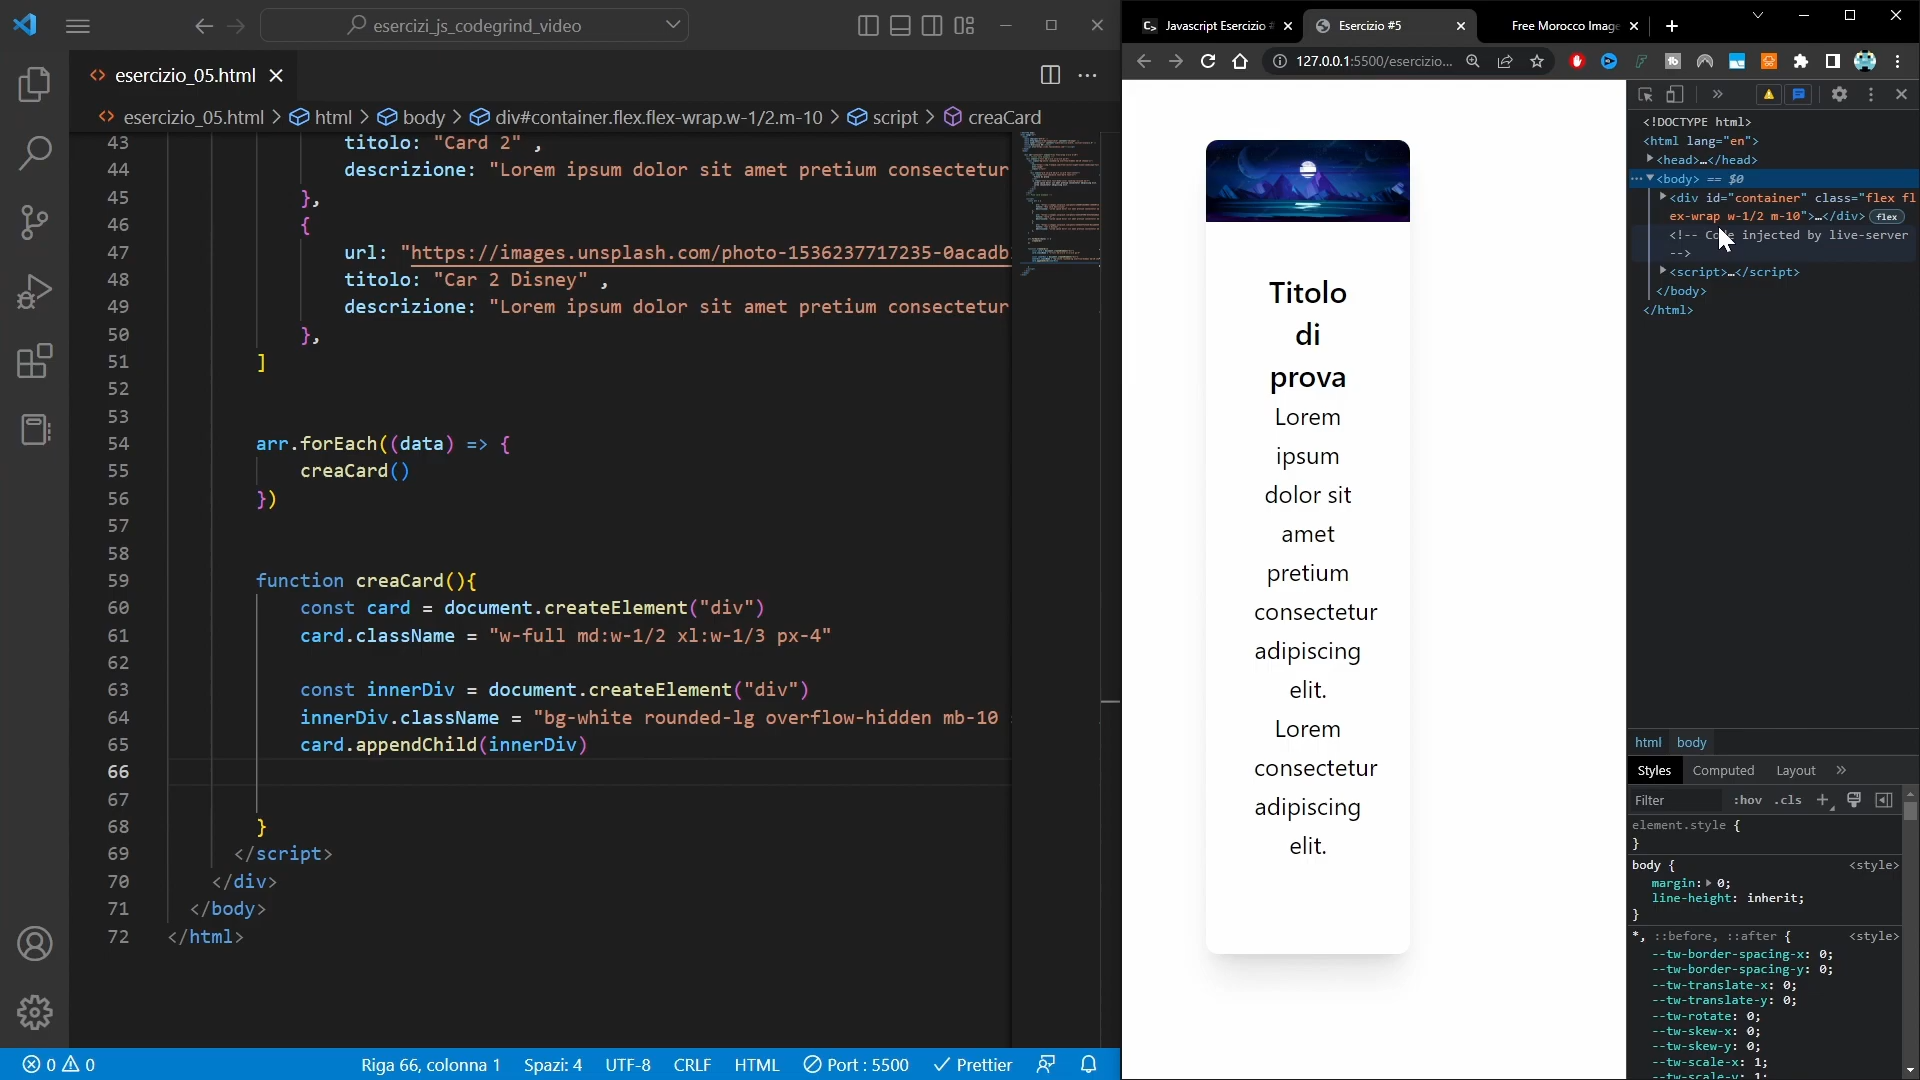 esercizi_js_codegrind_video
esercizio_05.html
esercizio_05.html > html > body > div#container.flex.flex-wrap.w-1/2.m-10 > script > creaCard
43 titolo: "Card 2" ,
44 descrizione: "Lorem ipsum dolor sit amet pretium consectetur
45 },
46 {
47 url: "https://images.unsplash.com/photo-1536237717235-0acadb
48 titolo: "Car 2 Disney" ,
49 descrizione: "Lorem ipsum dolor sit amet pretium consectetur
50 },
51 ]
52
53
54 arr.forEach((data) => {
55 creaCard()
56 })
57
58
59 function creaCard(){
60 const card = document.createElement("div")
61 card.className = "w-full md:w-1/2 xl:w-1/3 px-4"
62
63 const innerDiv = document.createElement("div")
64 innerDiv.className = "bg-white rounded-lg overflow-hidden mb-10
65 card.appendChild(innerDiv)
66
67
68 }
69 </script>
70 </div>
71 </body>
72 </html>
0 0 Riga 66, colonna 1 Spazi: 4 UTF-8 CRLF HTML Port : 5500 Prettier
Javascript Esercizio Esercizio #5 Free Morocco Image
127.0.0.1:5500/esercizio...
Titolo
di
prova
Lorem
ipsum
dolor sit
amet
pretium
consectetur
adipiscing
elit.
Lorem
consectetur
adipiscing
elit.
<!DOCTYPE html>
<html lang="en">
<head>…</head>
<body> == $0
<div id="container" class="flex fl
ex-wrap w-1/2 m-10">…</div> flex
<!-- injected by live-server
-->
<script>…</script>
</body>
</html>
html body
Styles Computed Layout »
Filter :hov .cls +
element.style {
}
body { <style>
margin: 0;
line-height: inherit;
}
*, ::before, ::after { <style>
--tw-border-spacing-x: 0;
--tw-border-spacing-y: 0;
--tw-translate-x: 0;
--tw-translate-y: 0;
--tw-rotate: 0;
--tw-skew-x: 0;
--tw-skew-y: 0;
--tw-scale-x: 1;
--tw-scale-y: 1;